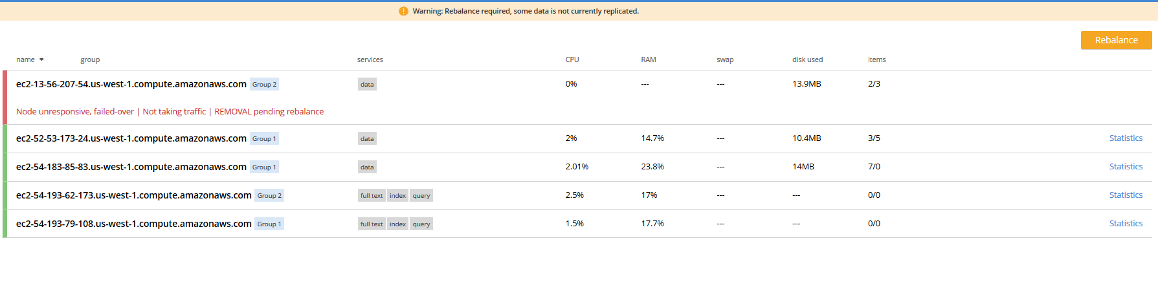 Warning: Rebalance required, some data is not currently replicated.
Rebalance
name group services CPU RAM swap disk used items
ec2-13-56-207-54.us-west-1.compute.amazonaws.com Group 2 data 0% --- --- 13.9MB 2/3
Node unresponsive, failed-over | Not taking traffic | REMOVAL pending rebalance
ec2-52-53-173-24.us-west-1.compute.amazonaws.com Group 1 data 2% 14.7% --- 10.4MB 3/5 Statistics
ec2-54-183-85-83.us-west-1.compute.amazonaws.com Group 1 data 2.01% 23.8% --- 14MB 7/0 Statistics
ec2-54-193-62-173.us-west-1.compute.amazonaws.com Group 2 full text index query 2.5% 17% --- --- 0/0 Statistics
ec2-54-193-79-108.us-west-1.compute.amazonaws.com Group 1 full text index query 1.5% 17.7% --- --- 0/0 Statistics